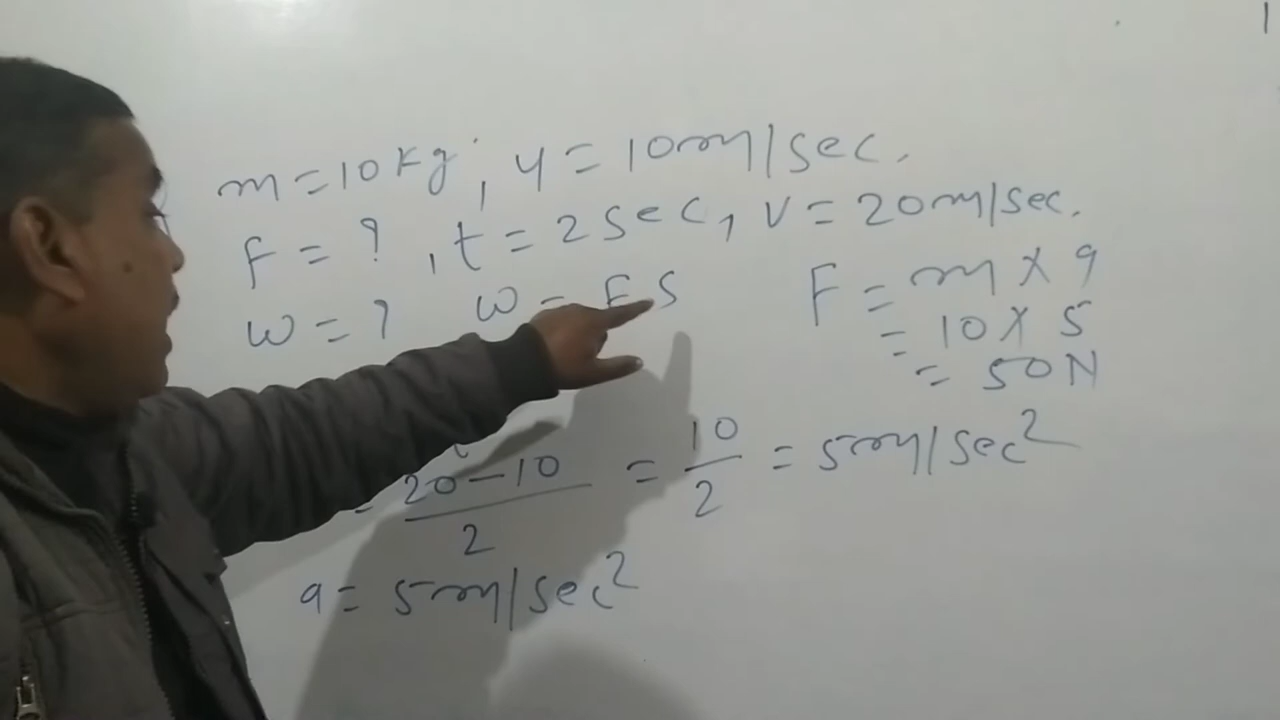 m = 10 kg, u = 10 m/sec.
F = ?, t = 2 sec, v = 20 m/sec.
W = ? W = F S
F = m × a
= 10 × 5
= 50 N
= 20 - 10 / 2 = 10 / 2 = 5 m/sec²
a = 5 m/sec²